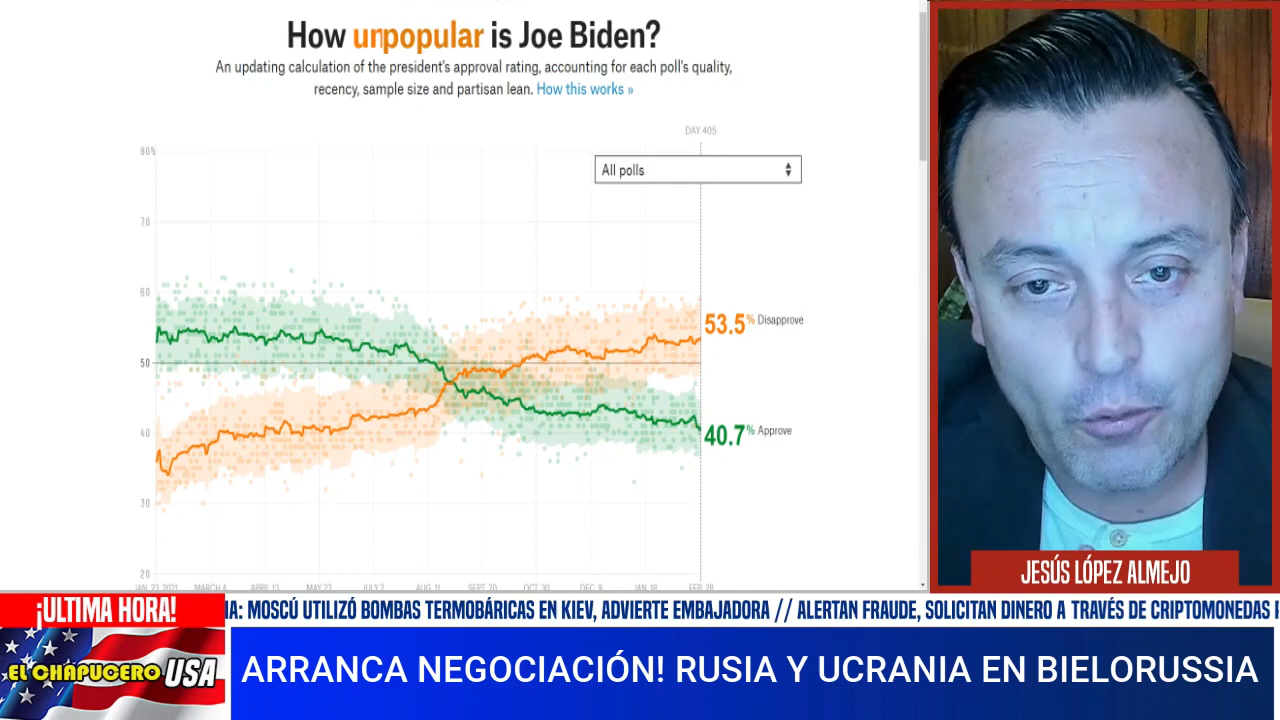 How unpopular is Joe Biden?
An updating calculation of the president's approval rating, accounting for each poll's quality,
recency, sample size and partisan lean. How this works »
DAY 405
80%
All polls
70
60
53.5% Disapprove
50
40.7% Approve
40
30
20
JAN. 23, 2021 MARCH 4 APRIL 13 MAY 23 JULY 2 AUG. 11 SEPT. 20 OCT. 30 DEC. 9 JAN. 18 FEB. 28
JESÚS LÓPEZ ALMEJO
¡ULTIMA HORA!
IA: MOSCÚ UTILIZÓ BOMBAS TERMOBÁRICAS EN KIEV, ADVIERTE EMBAJADORA // ALERTAN FRAUDE, SOLICITAN DINERO A TRAVÉS DE CRIPTOMONEDAS
EL CHAPUCERO USA
ARRANCA NEGOCIACIÓN! RUSIA Y UCRANIA EN BIELORUSSIA